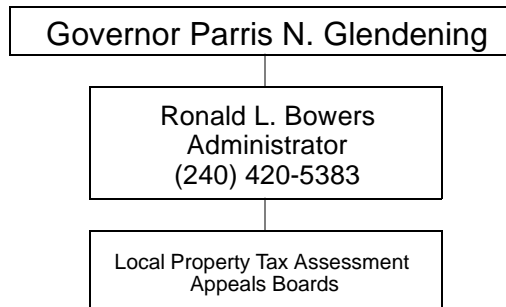 Governor Parris N. Glendening
Ronald L. Bowers
Administrator
(240) 420-5383
Local Property Tax Assessment
Appeals Boards